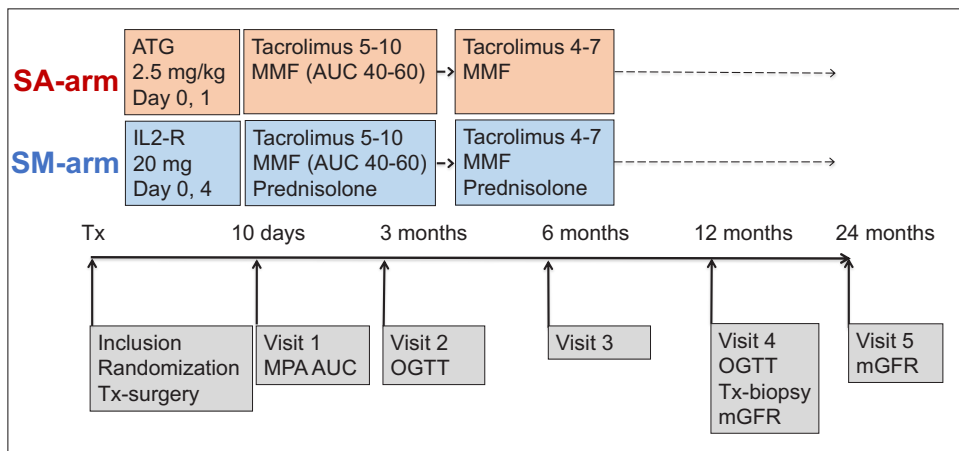 SA-arm
ATG
2.5 mg/kg
Day 0, 1
Tacrolimus 5-10
MMF (AUC 40-60)
Tacrolimus 4-7
MMF
SM-arm
IL2-R
20 mg
Day 0, 4
Tacrolimus 5-10
MMF (AUC 40-60)
Prednisolone
Tacrolimus 4-7
MMF
Prednisolone
Tx
10 days
3 months
6 months
12 months
24 months
Inclusion
Randomization
Tx-surgery
Visit 1
MPA AUC
Visit 2
OGTT
Visit 3
Visit 4
OGTT
Tx-biopsy
mGFR
Visit 5
mGFR